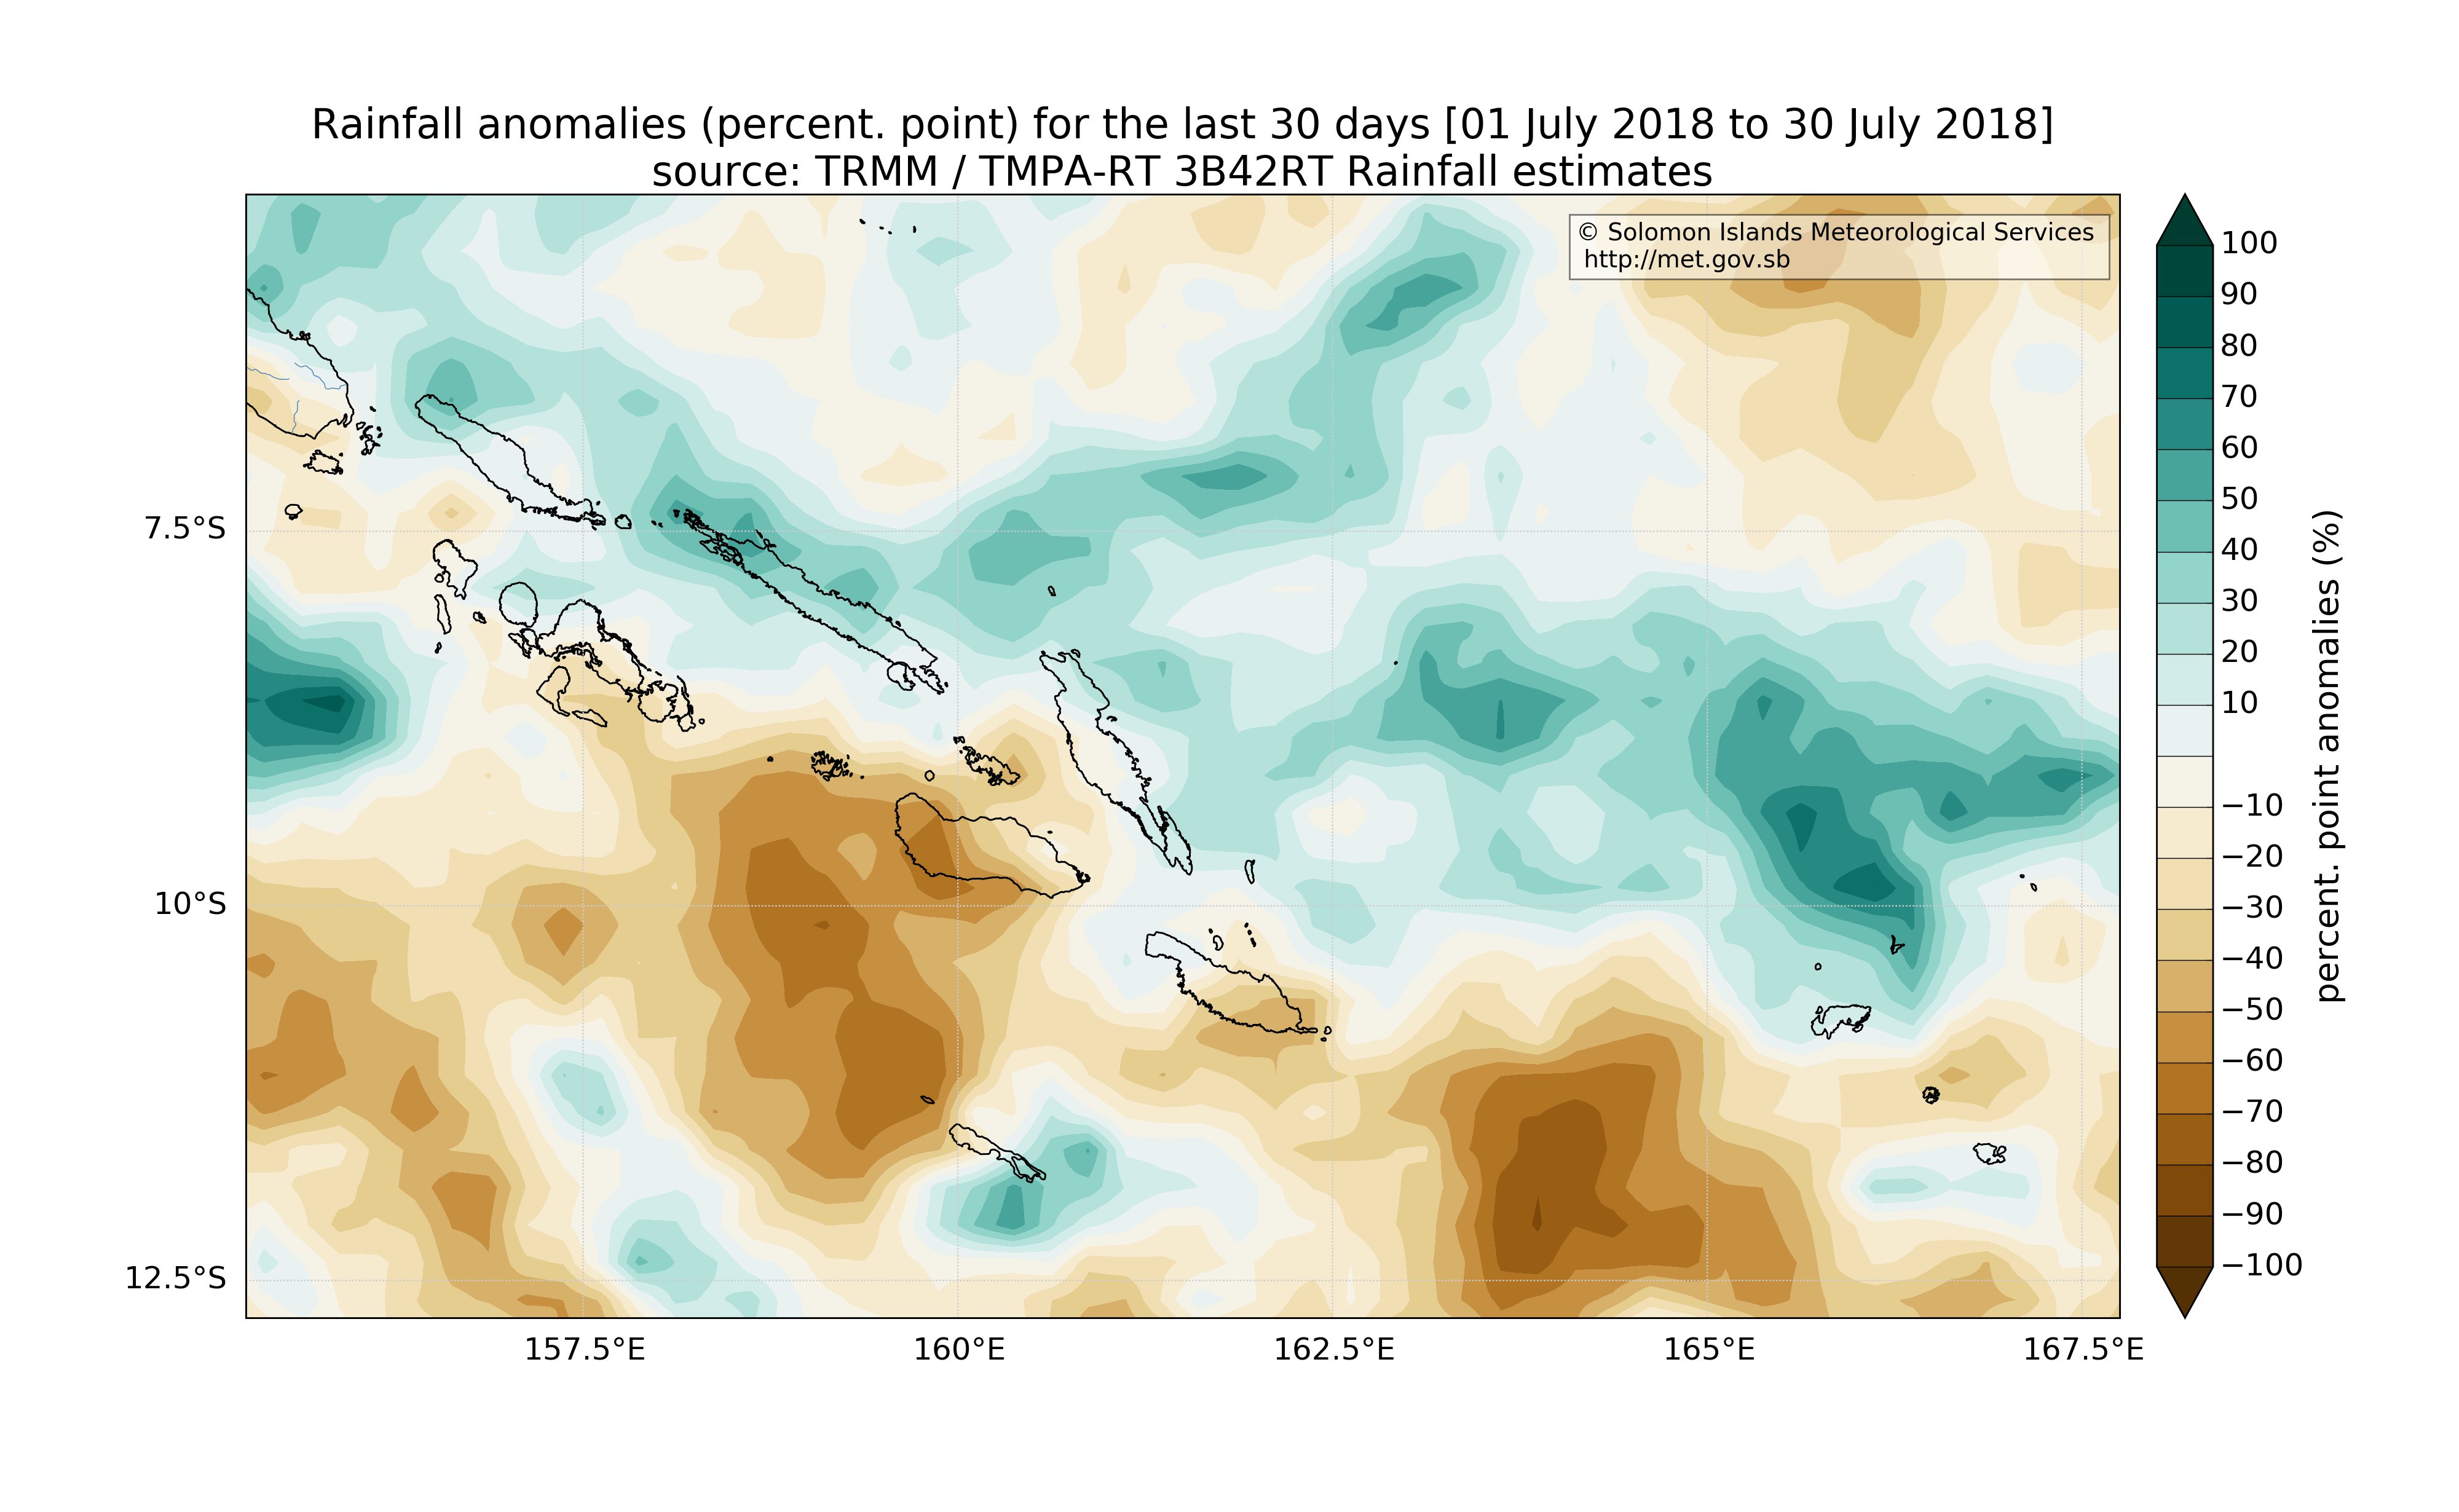 Rainfall anomalies (percent. point) for the last 30 days [01 July 2018 to 30 July 2018]
source: TRMM / TMPA-RT 3B42RT Rainfall estimates
© Solomon Islands Meteorological Services
http://met.gov.sb
7.5°S
10°S
12.5°S
157.5°E
160°E
162.5°E
165°E
167.5°E
100
90
80
70
60
50
40
30
20
10
−10
−20
−30
−40
−50
−60
−70
−80
−90
−100
percent. point anomalies (%)